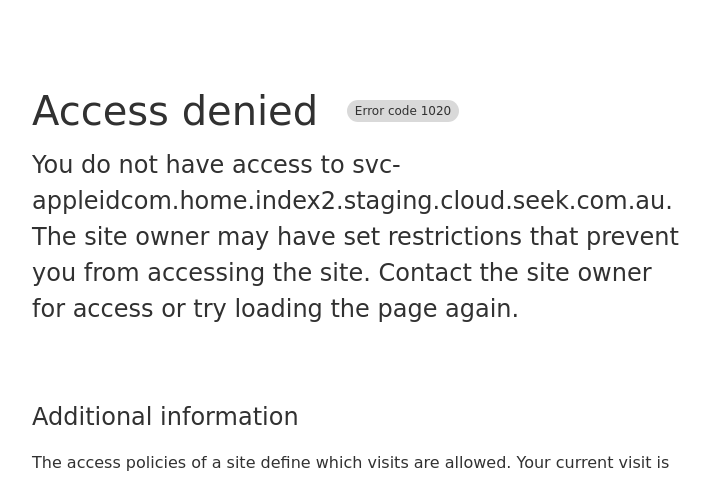 Access denied
Error code 1020
You do not have access to svc-
appleidcom.home.index2.staging.cloud.seek.com.au.
The site owner may have set restrictions that prevent
you from accessing the site. Contact the site owner
for access or try loading the page again.
Additional information
The access policies of a site define which visits are allowed. Your current visit is